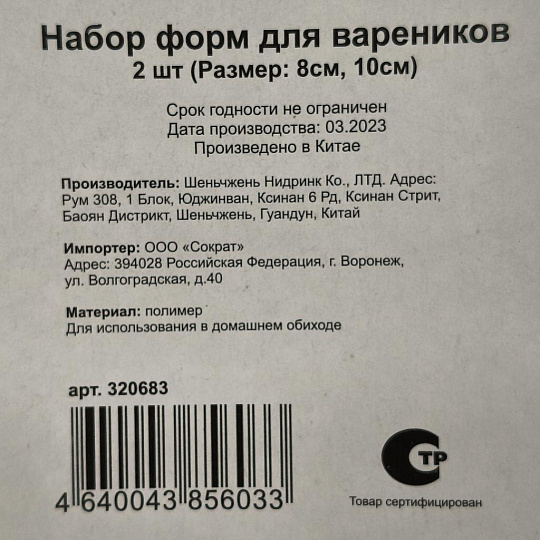 Набор форм для вареников
2 шт (Размер: 8см, 10см)
Срок годности не ограничен
Дата производства: 03.2023
Произведено в Китае
Производитель: Шеньчжень Нидринк Ко., ЛТД. Адрес:
Рум 308, 1 Блок, Юджинван, Ксинан 6 Рд, Ксинан Стрит,
Баоян Дистрикт, Шеньчжень, Гуандун, Китай
Импортер: ООО «Сократ»
Адрес: 394028 Российская Федерация, г. Воронеж,
ул. Волгоградская, д.40
Материал: полимер
Для использования в домашнем обиходе
арт. 320683
4 640043 856033
СТР
Товар сертифицирован